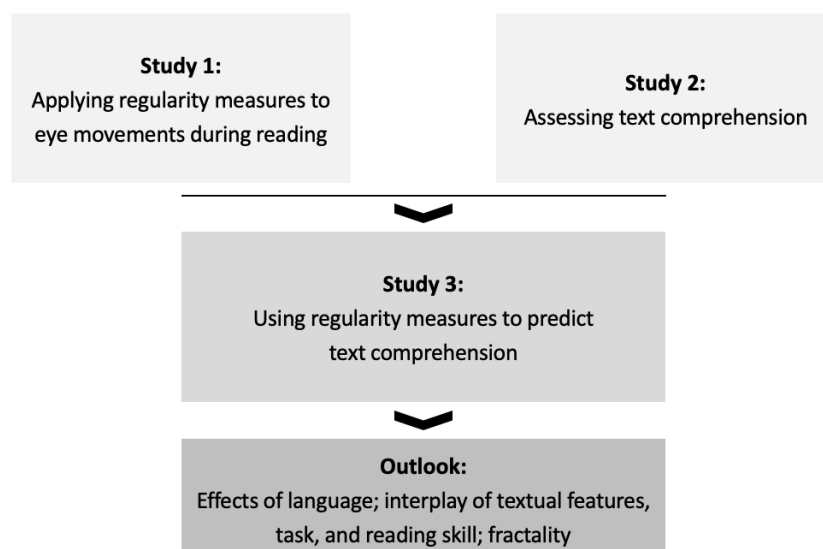 Study 1:
Applying regularity measures to
eye movements during reading
Study 2:
Assessing text comprehension
Study 3:
Using regularity measures to predict
text comprehension
Outlook:
Effects of language; interplay of textual features,
task, and reading skill; fractality